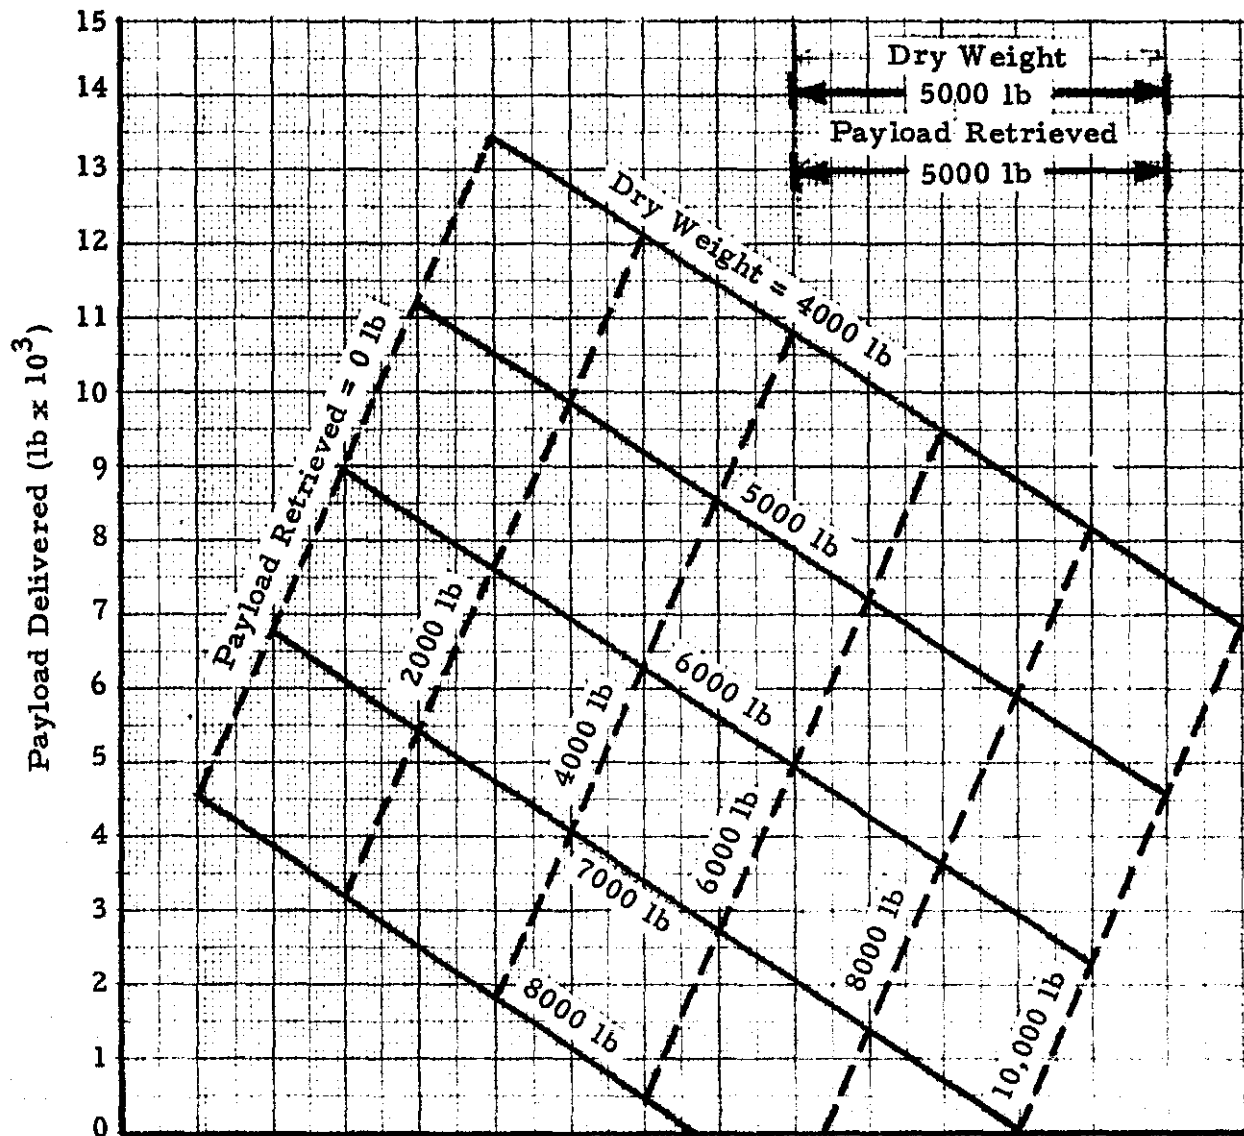 15
14
13
12
11
10
9
8
7
6
5
4
3
2
1
0
Payload Delivered (lb x 10³)
Dry Weight
5000 lb
Payload Retrieved
5000 lb
Dry Weight = 4000 lb
5000 lb
6000 lb
7000 lb
8000 lb
Payload Retrieved = 0 lb
2000 lb
4000 lb
6000 lb
8000 lb
10,000 lb